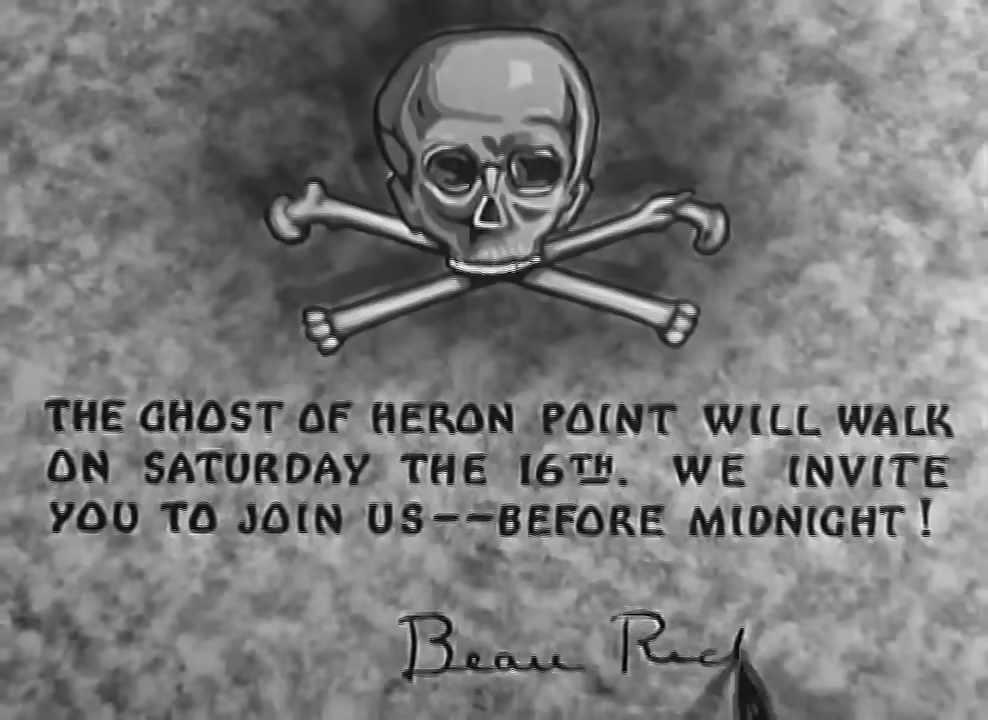 THE GHOST OF HERON POINT WILL WALK
ON SATURDAY THE 16TH. WE INVITE
YOU TO JOIN US--BEFORE MIDNIGHT!
Beau